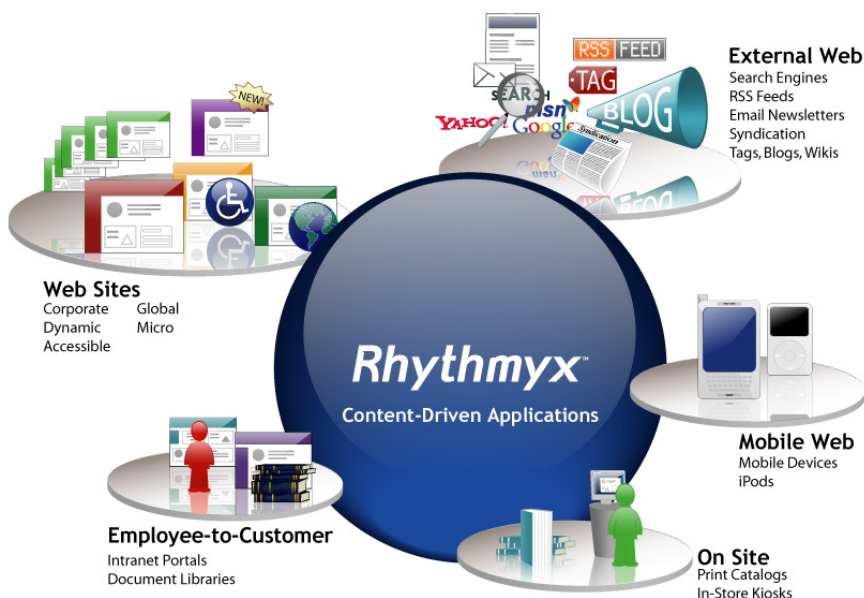 NEW!
RSS FEED
TAG
SEARCH
msn
YAHOO!
Google
BLOG
Syndication
External Web
Search Engines
RSS Feeds
Email Newsletters
Syndication
Tags, Blogs, Wikis
Web Sites
Corporate Global
Dynamic Micro
Accessible
Rhythmyx™
Content-Driven Applications
Mobile Web
Mobile Devices
iPods
Employee-to-Customer
Intranet Portals
Document Libraries
On Site
Print Catalogs
In-Store Kiosks